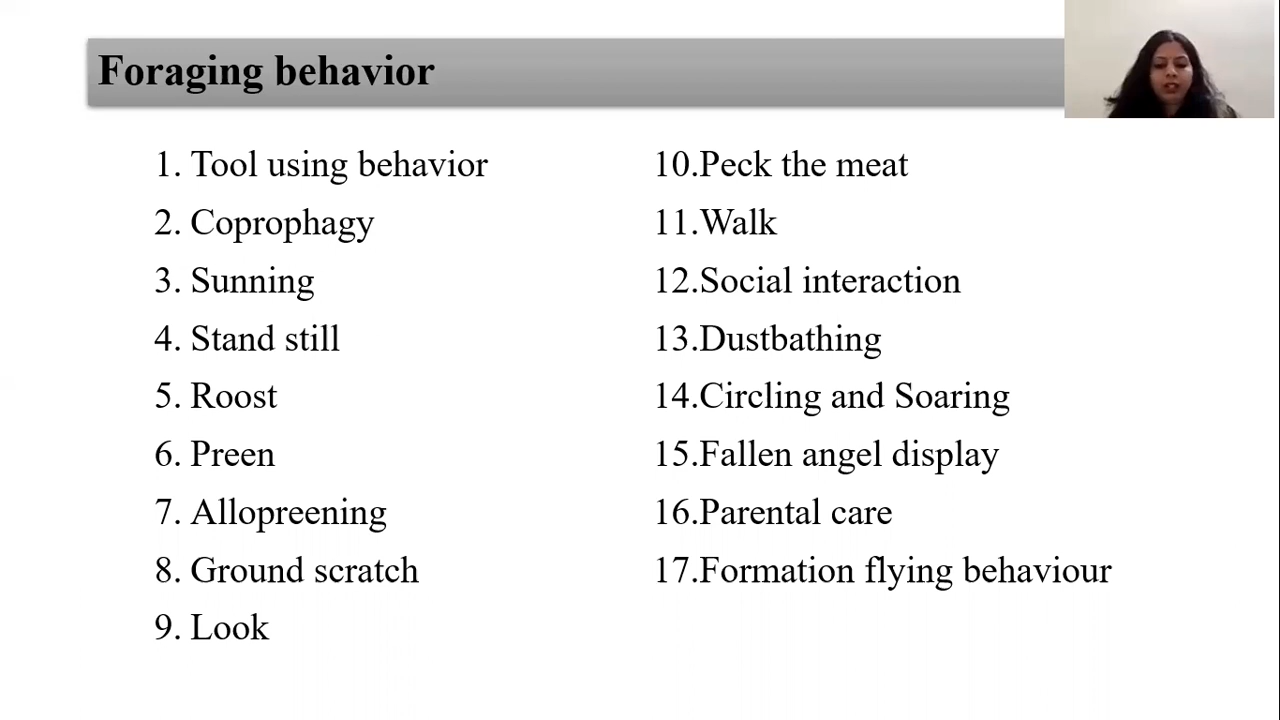 Foraging behavior
1. Tool using behavior
2. Coprophagy
3. Sunning
4. Stand still
5. Roost
6. Preen
7. Allopreening
8. Ground scratch
9. Look
10.Peck the meat
11.Walk
12.Social interaction
13.Dustbathing
14.Circling and Soaring
15.Fallen angel display
16.Parental care
17.Formation flying behaviour